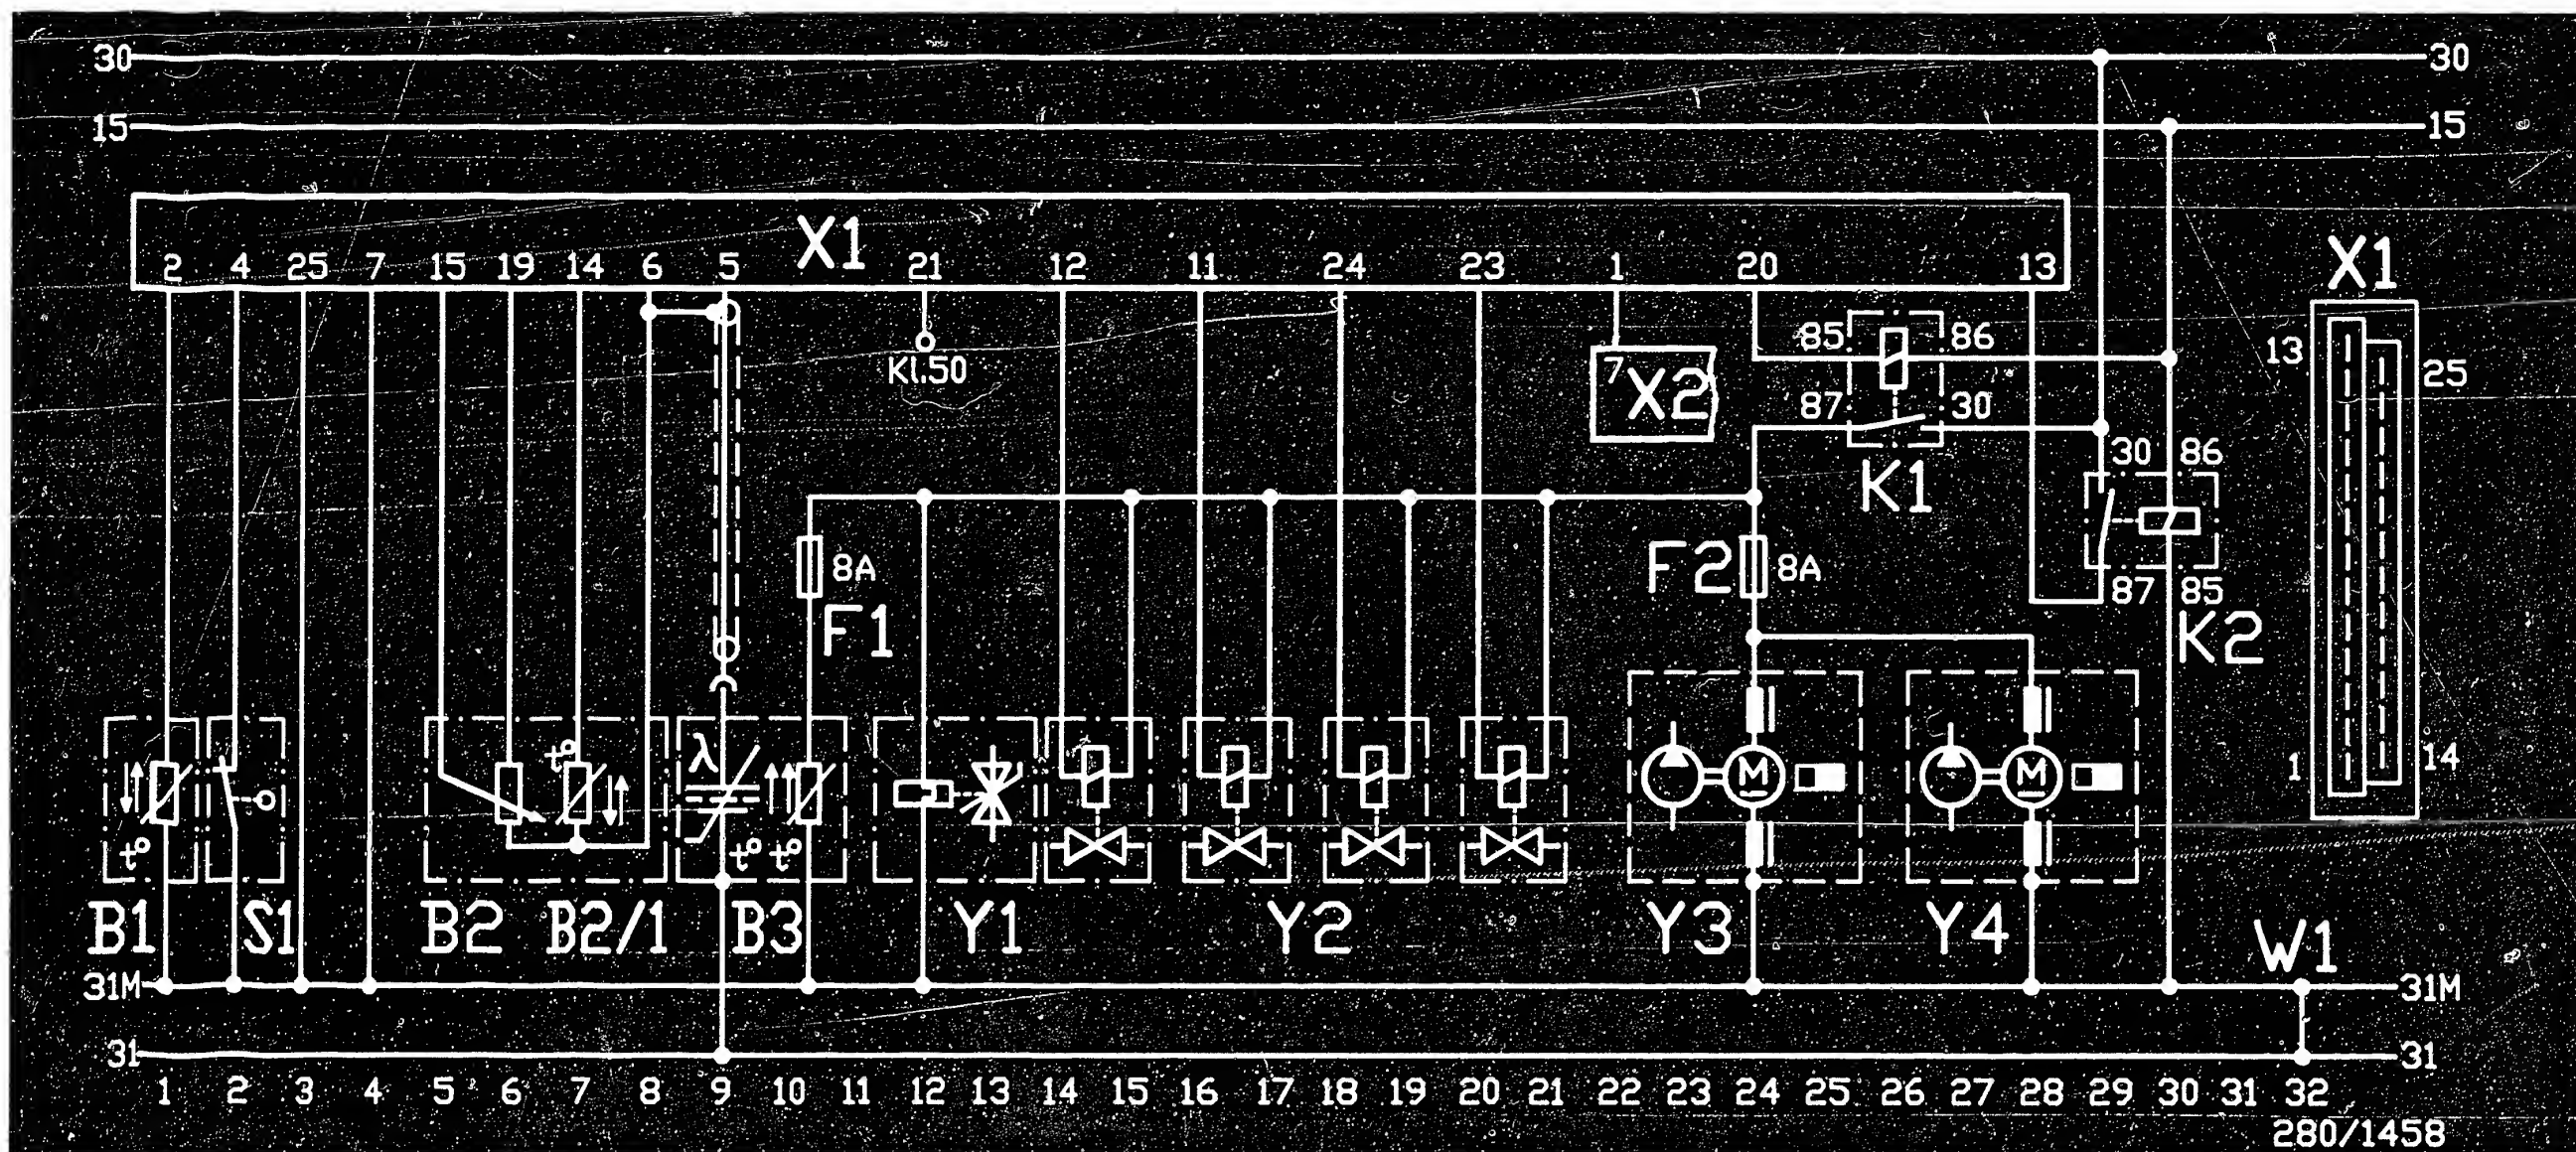 30 30
15 15
X1
2 4 25 7 15 19 14 6 5 21 12 11 24 23 1 20 13
X1
85 86
13
Kl.50
7 X2
25
87 30
K1
30 86
F2
8A 8A
87 85
F1
K2
t°
λ
M M
1 14
t° t° t°
B1 S1 B2 B2/1 B3 Y1 Y2 Y3 Y4
W1
31M 31M
31 31
1 2 3 4 5 6 7 8 9 10 11 12 13 14 15 16 17 18 19 20 21 22 23 24 25 26 27 28 29 30 31 32
280/1458